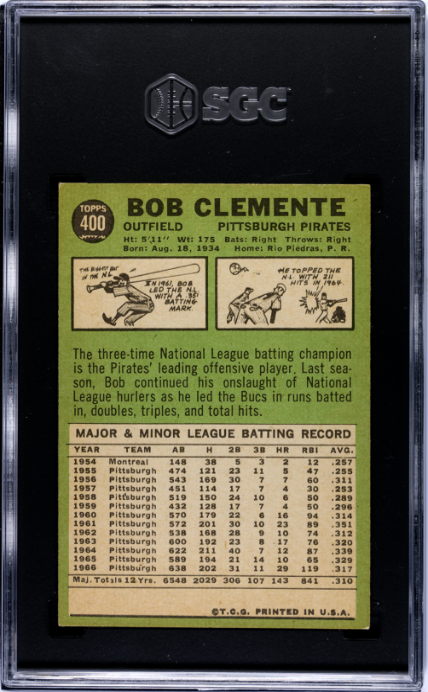 SGC
TOPPS
400
BOB CLEMENTE
OUTFIELD PITTSBURGH PIRATES
Ht: 5'11" Wt: 175 Bats: Right Throws: Right
Born: Aug. 18, 1934 Home: Rio Piedras, P. R.
THE BIGGEST BAT
IN THE N.L.
IN 1961, BOB
LED THE N.L.
WITH A .351
BATTING
MARK.
HE TOPPED THE
N.L. WITH 211
HITS IN 1964.
The three-time National League batting champion
is the Pirates' leading offensive player. Last sea-
son, Bob continued his onslaught of National
League hurlers as he led the Bucs in runs batted
in, doubles, triples, and total hits.
MAJOR & MINOR LEAGUE BATTING RECORD
YEAR TEAM AB H 2B 3B HR RBI AVG.
1954 Montreal 148 38 5 3 2 12 .257
1955 Pittsburgh 474 121 23 11 5 47 .255
1956 Pittsburgh 543 169 30 7 7 60 .311
1957 Pittsburgh 451 114 17 7 4 30 .253
1958 Pittsburgh 519 150 24 10 6 50 .289
1959 Pittsburgh 432 128 17 7 4 50 .296
1960 Pittsburgh 570 179 22 6 16 94 .314
1961 Pittsburgh 572 201 30 10 23 89 .351
1962 Pittsburgh 538 168 28 9 10 74 .312
1963 Pittsburgh 600 192 23 8 17 76 .320
1964 Pittsburgh 622 211 40 7 12 87 .339
1965 Pittsburgh 589 194 21 14 10 65 .329
1966 Pittsburgh 638 202 31 11 29 119 .317
Maj. Totals 12 Yrs. 6548 2029 306 107 143 841 .310
©T.C.G. PRINTED IN U.S.A.